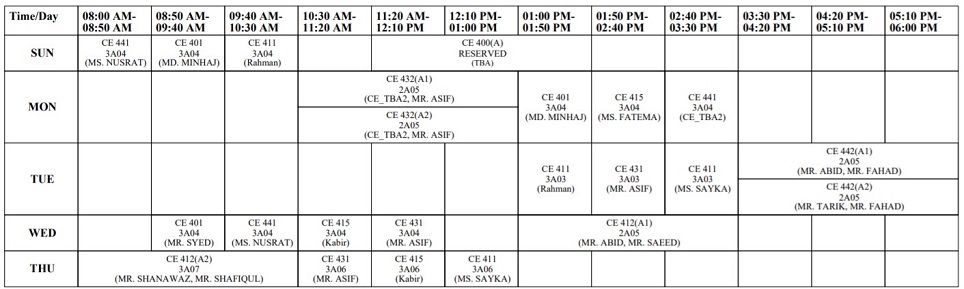 Time/Day
08:00 AM-
08:50 AM
08:50 AM-
09:40 AM
09:40 AM-
10:30 AM
10:30 AM-
11:20 AM
11:20 AM-
12:10 PM
12:10 PM-
01:00 PM
01:00 PM-
01:50 PM
01:50 PM-
02:40 PM
02:40 PM-
03:30 PM
03:30 PM-
04:20 PM
04:20 PM-
05:10 PM
05:10 PM-
06:00 PM
SUN
CE 441
3A04
(MS. NUSRAT)
CE 401
3A04
(MD. MINHAJ)
CE 411
3A04
(Rahman)
CE 400(A)
RESERVED
(TBA)
MON
CE 432(A1)
2A05
(CE_TBA2, MR. ASIF)
CE 432(A2)
2A05
(CE_TBA2, MR. ASIF)
CE 401
3A04
(MD. MINHAJ)
CE 415
3A04
(MS. FATEMA)
CE 441
3A04
(CE_TBA2)
TUE
CE 411
3A03
(Rahman)
CE 431
3A03
(MR. ASIF)
CE 411
3A03
(MS. SAYKA)
CE 442(A1)
2A05
(MR. ABID, MR. FAHAD)
CE 442(A2)
2A05
(MR. TARIK, MR. FAHAD)
WED
CE 401
3A04
(MR. SYED)
CE 441
3A04
(MS. NUSRAT)
CE 415
3A04
(Kabir)
CE 431
3A04
(MR. ASIF)
CE 412(A1)
2A05
(MR. ABID, MR. SAEED)
THU
CE 412(A2)
3A07
(MR. SHANAWAZ, MR. SHAFIQUL)
CE 431
3A06
(MR. ASIF)
CE 415
3A06
(Kabir)
CE 411
3A06
(MS. SAYKA)